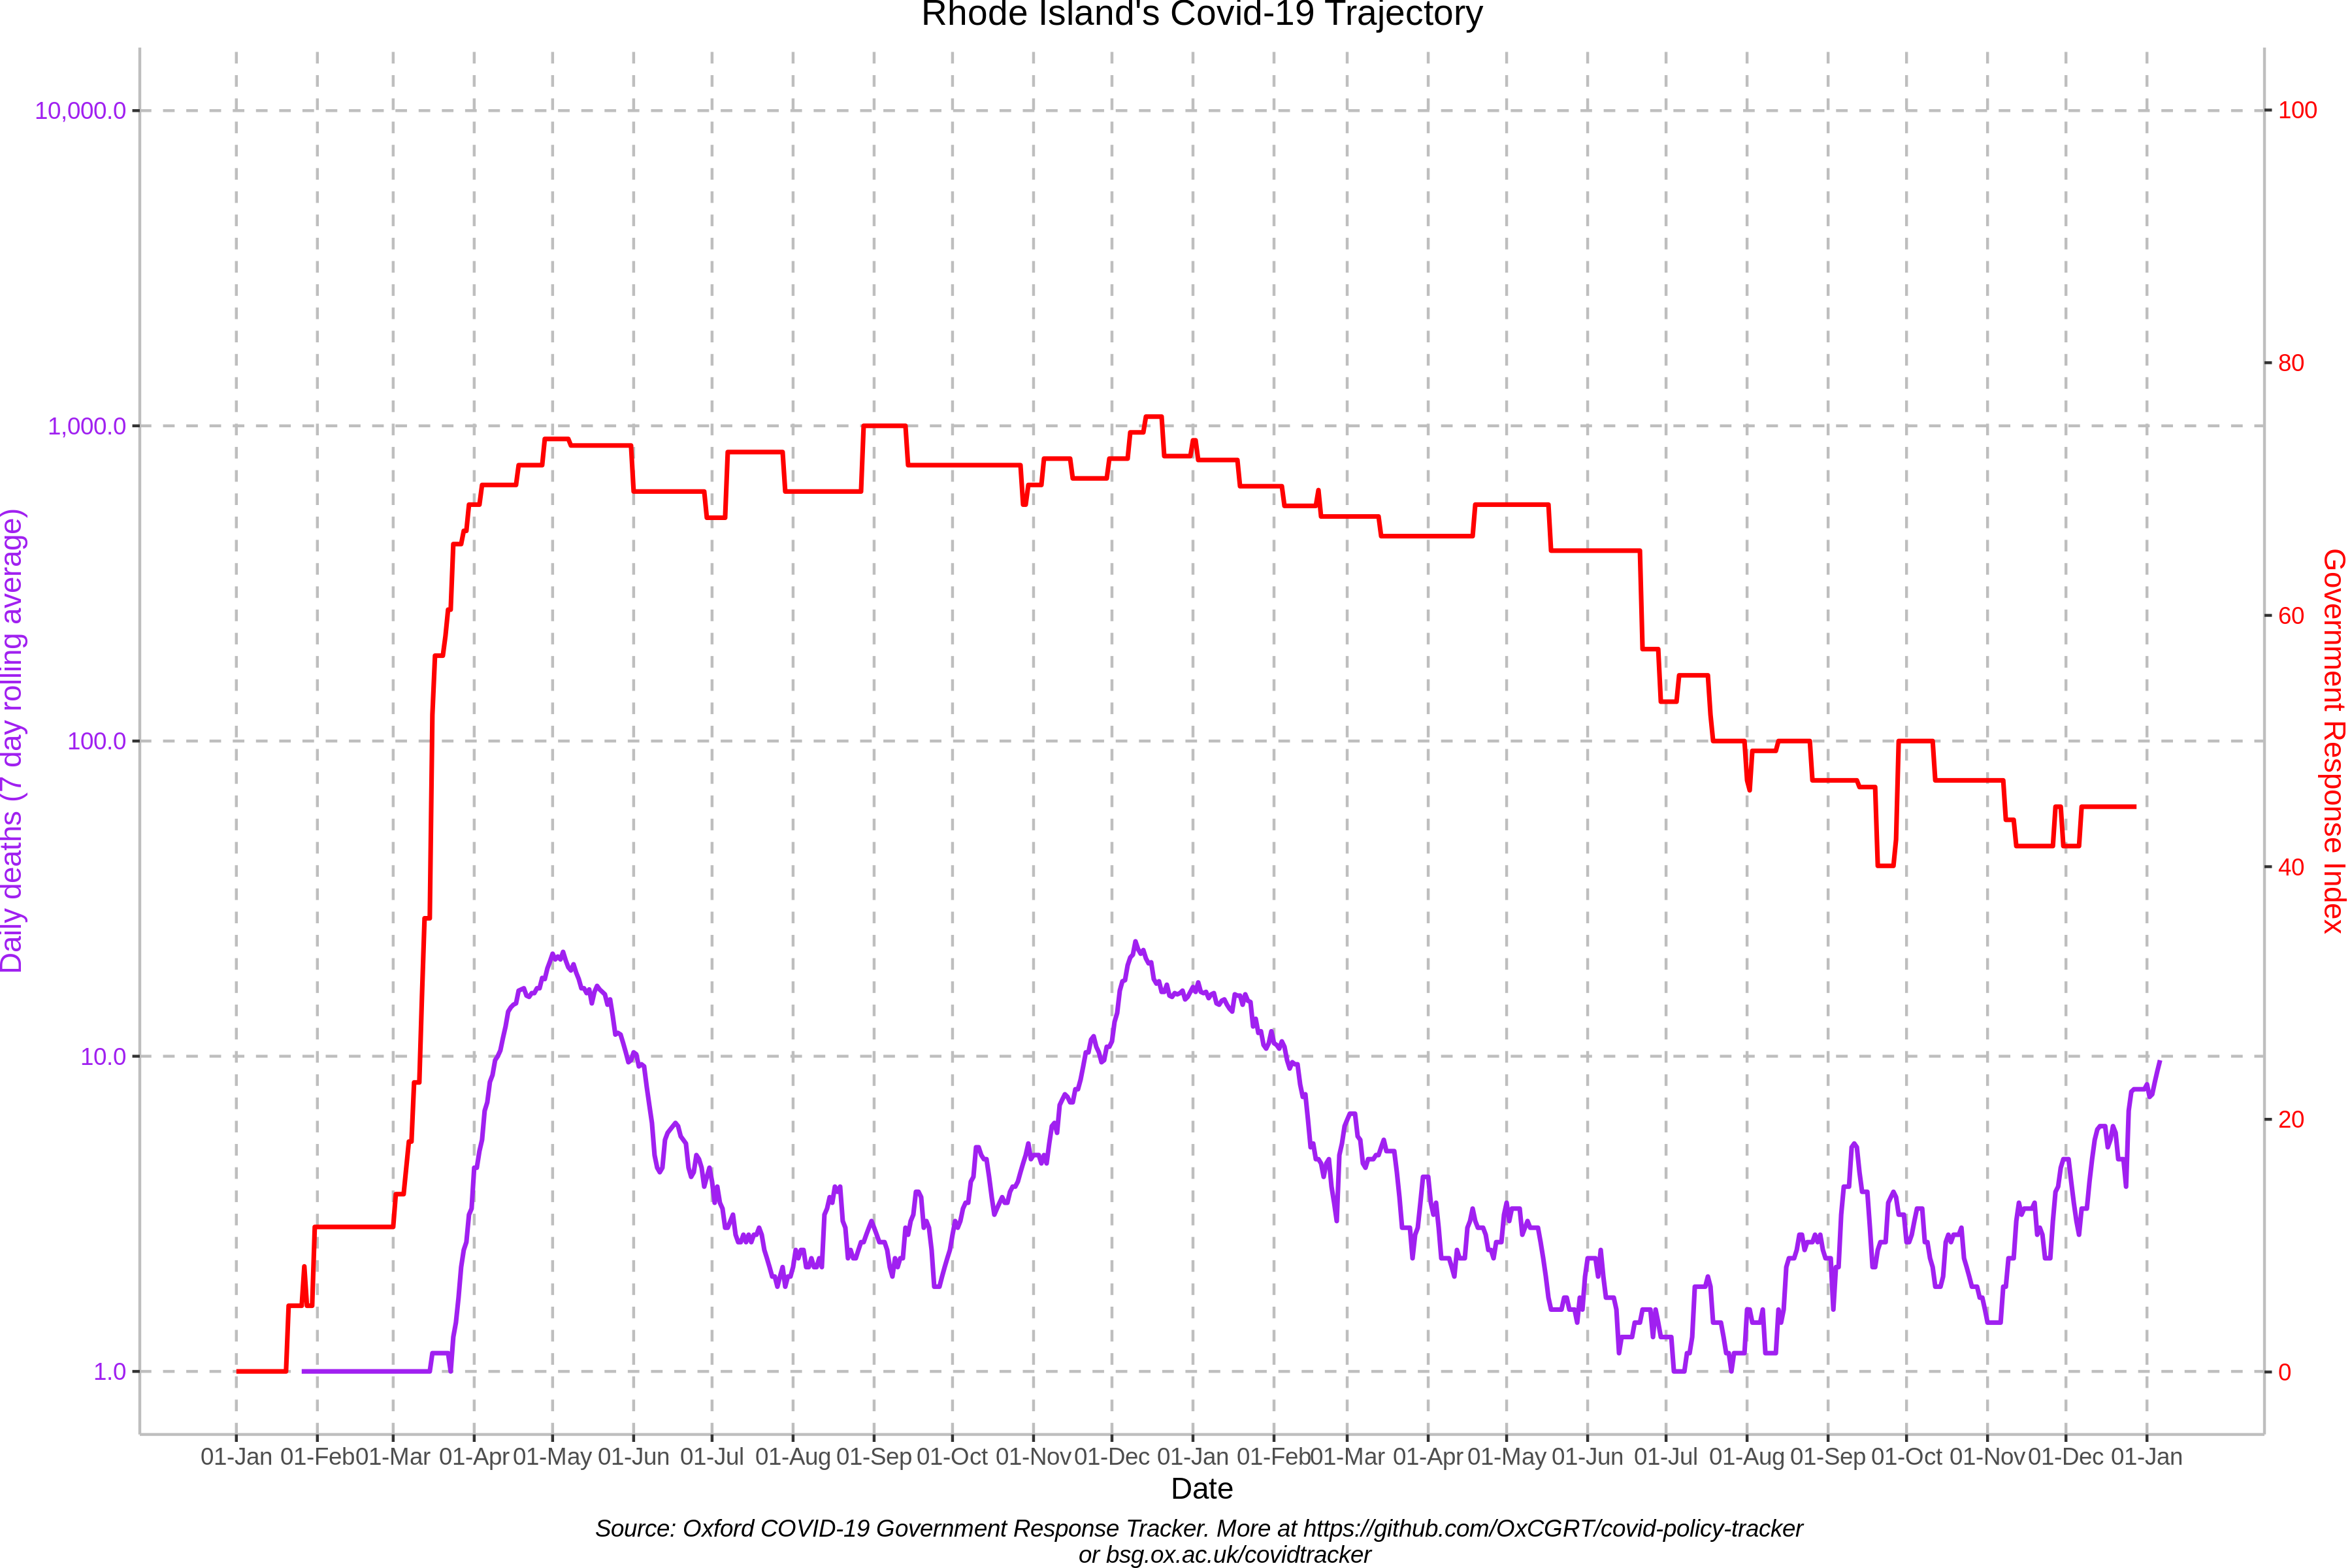 Rhode Island's Covid-19 Trajectory
10,000.0
1,000.0
100.0
10.0
1.0
Daily deaths (7 day rolling average)
100
80
60
40
20
0
Government Response Index
01-Jan 01-Feb 01-Mar 01-Apr 01-May 01-Jun 01-Jul 01-Aug 01-Sep 01-Oct 01-Nov 01-Dec 01-Jan 01-Feb 01-Mar 01-Apr 01-May 01-Jun 01-Jul 01-Aug 01-Sep 01-Oct 01-Nov 01-Dec 01-Jan
Date
Source: Oxford COVID-19 Government Response Tracker. More at https://github.com/OxCGRT/covid-policy-tracker
or bsg.ox.ac.uk/covidtracker